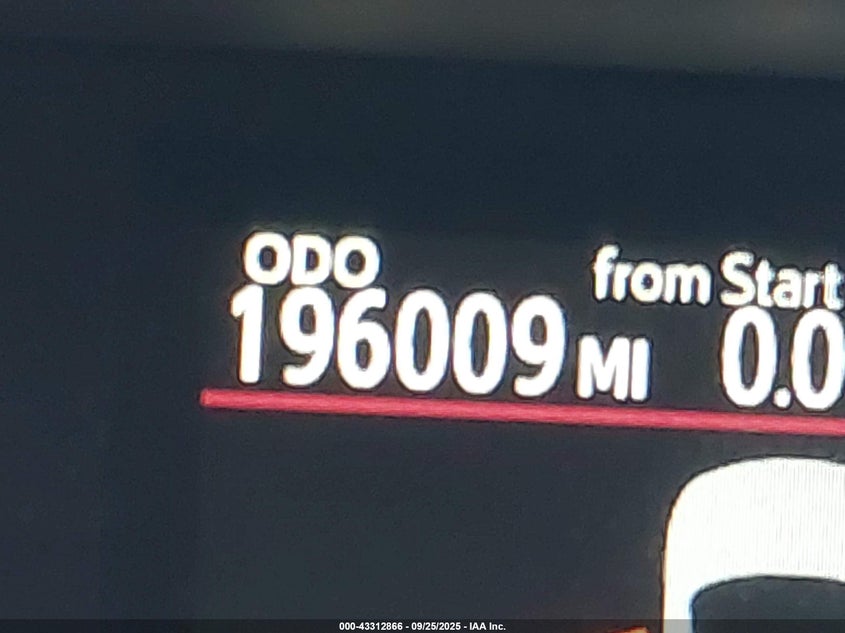 ODO
from Start
196009 MI
0.0
000-43312866 - 09/25/2025 - IAA Inc.